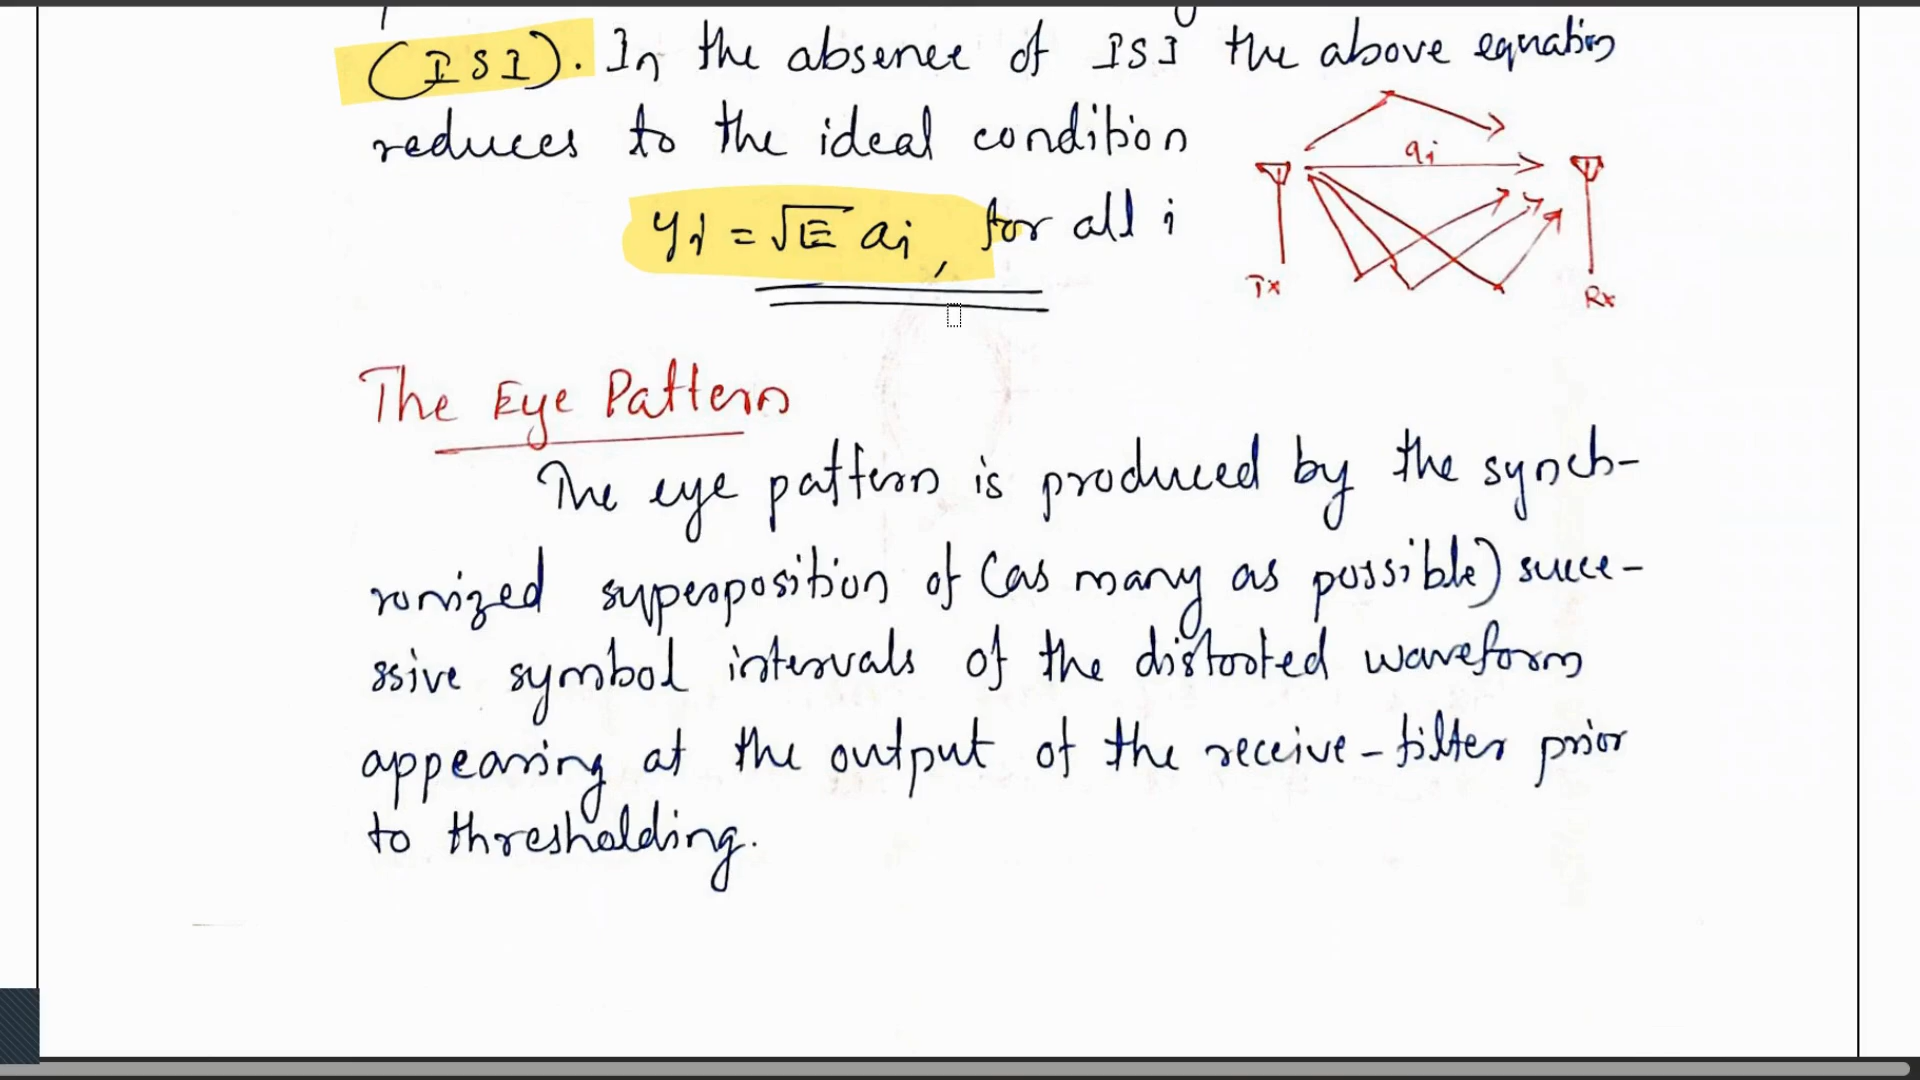 (ISI). In the absence of ISI the above equation
reduces to the ideal condition
ai
yi = √E ai, for all i
Tx
Rx
The Eye Pattern
The eye pattern is produced by the synch-
ronized superposition of (as many as possible) succe-
ssive symbol intervals of the distorted waveform
appearing at the output of the receive-filter prior
to thresholding.